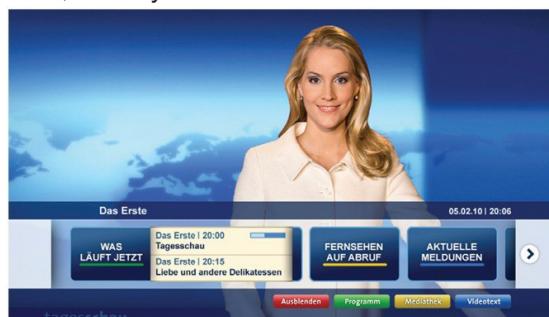 Das Erste
05.02.10 | 20:06
WAS
LÄUFT JETZT
Das Erste | 20:00
Tagesschau
Das Erste | 20:15
Liebe und andere Delikatessen
FERNSEHEN
AUF ABRUF
AKTUELLE
MELDUNGEN
Ausblenden
Programm
Mediathek
Videotext
tagesschau